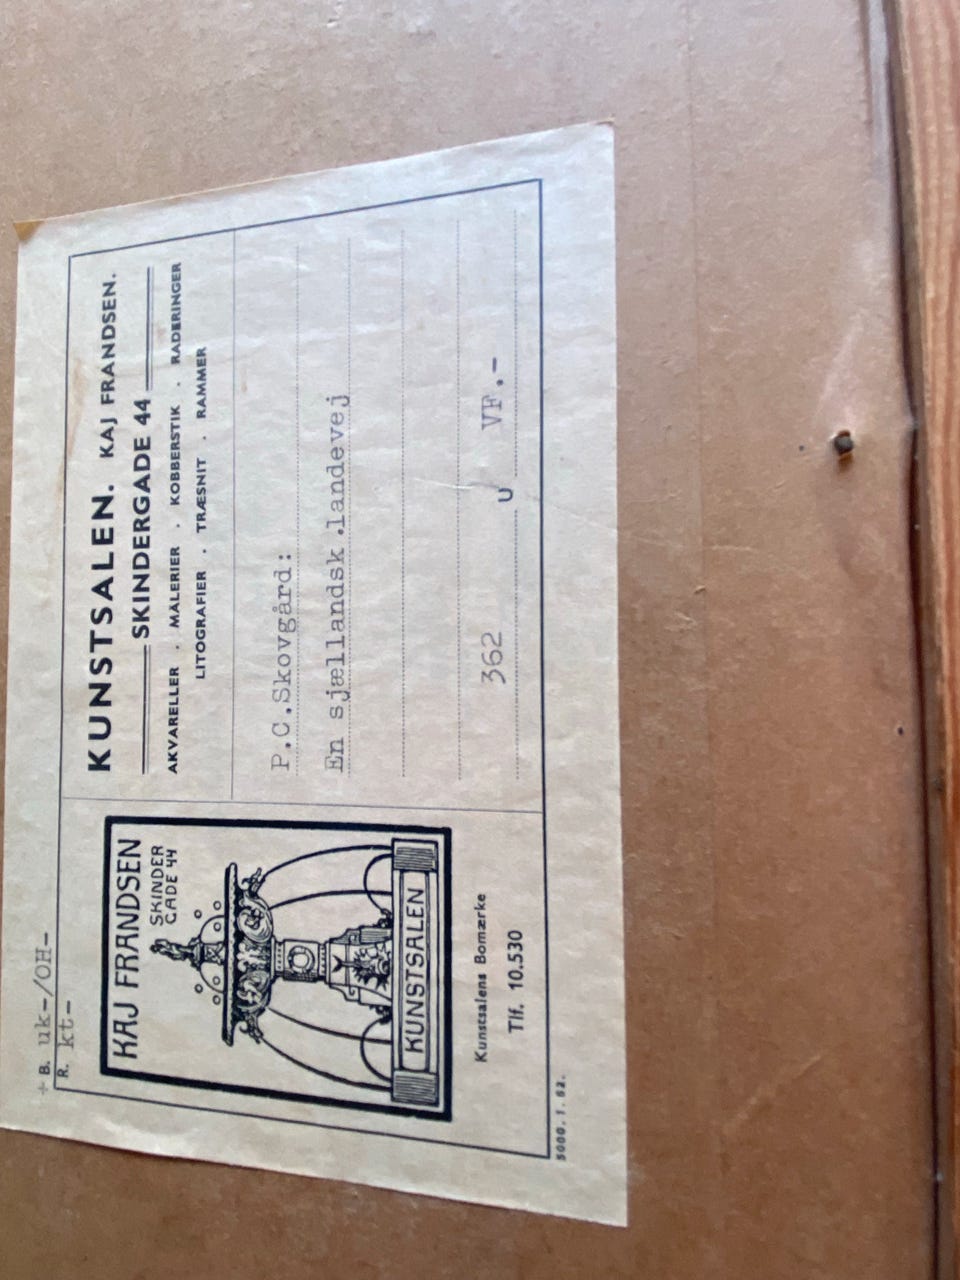 + B. uk-/OH-
R. kt-
KAJ FRANDSEN
SKINDER
GADE 44
KUNSTSALEN
Kunstsalens Bomærke
Tlf. 10.530
KUNSTSALEN. KAJ FRANDSEN.
SKINDERGADE 44
AKVARELLER . MALERIER . KOBBERSTIK . RADERINGER
LITOGRAFIER . TRÆSNIT . RAMMER
P.C.Skovgård:
En sjællandsk .landevej
362 U VF.-
5000. 1. 62.